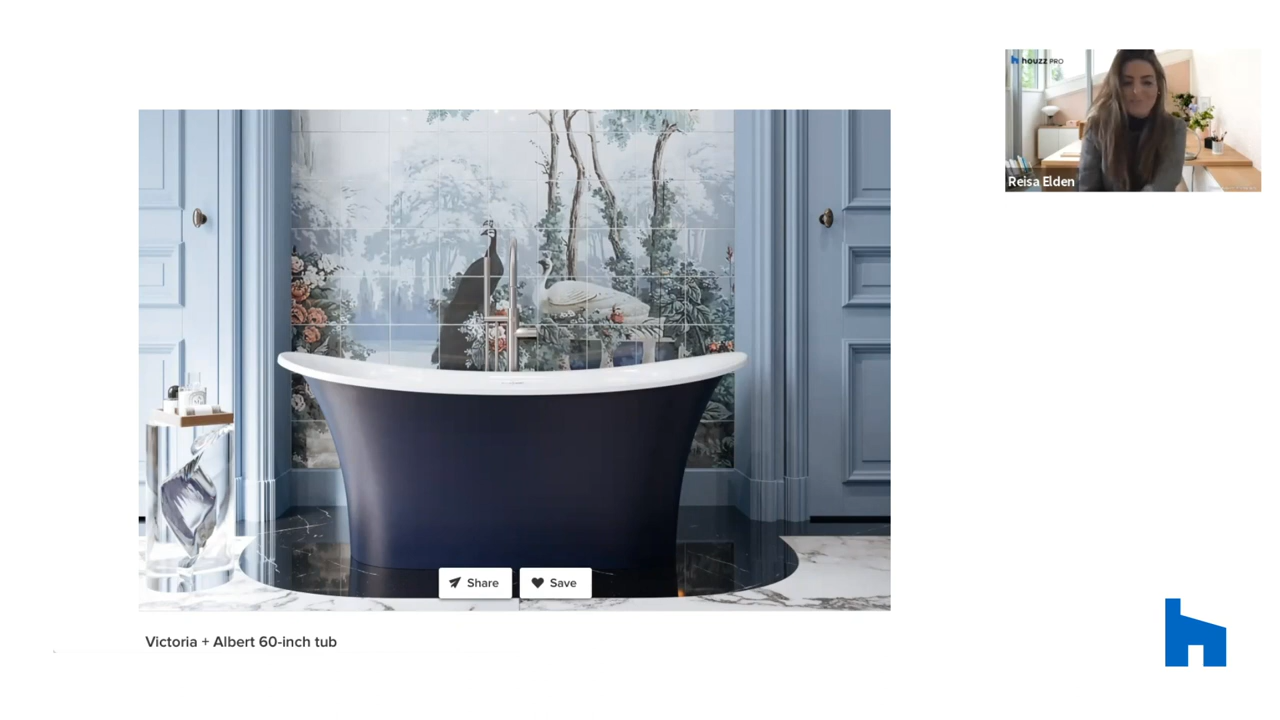 houzz PRO
Reisa Elden
Share
Save
Victoria + Albert 60-inch tub